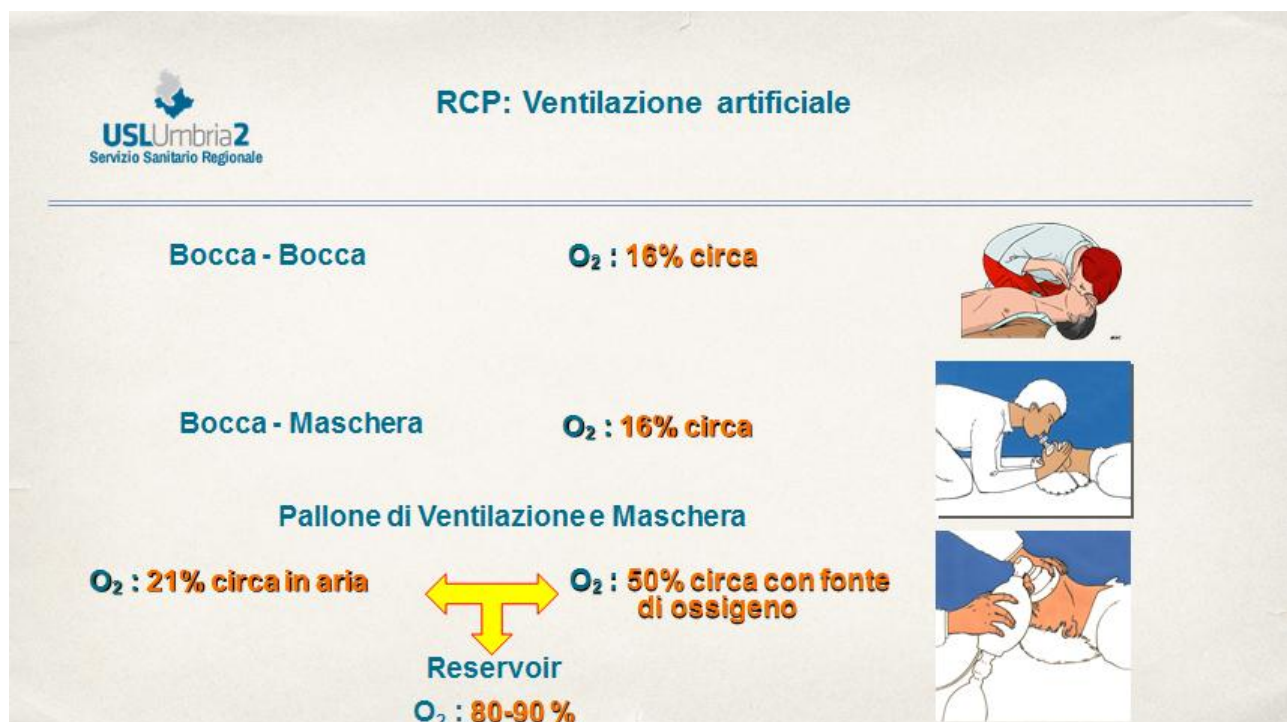 USLUmbria2
Servizio Sanitario Regionale
RCP: Ventilazione artificiale
Bocca - Bocca
O₂ : 16% circa
Bocca - Maschera
O₂ : 16% circa
Pallone di Ventilazione e Maschera
O₂ : 21% circa in aria
O₂ : 50% circa con fonte
di ossigeno
Reservoir
O₂ : 80-90 %